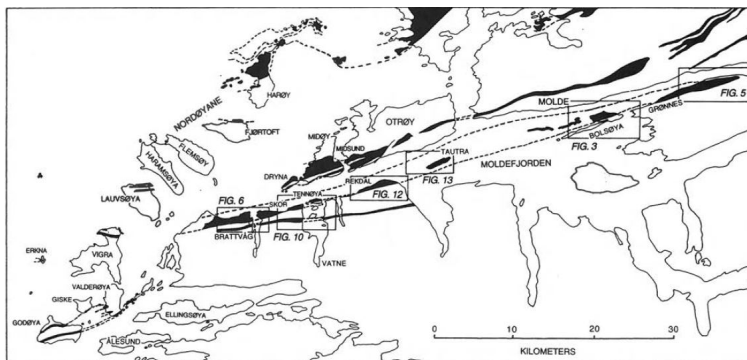 NORDØYANE
HARØY
FJØRTOFT
FLEMSØY
HARAMSØYA
LAUVSØYA
ERKNA
VIGRA
VALDERØYA
GISKE
GODØYA
ÅLESUND
ELLINGSØYA
FIG. 6
BRATTVÅG
SKOR
FIG. 10
TENNØYA
VATNE
DRYNA
MIDØY
MIDSUND
OTRØY
REKDAL
FIG. 12
TAUTRA
FIG. 13
MOLDE
MOLDEFJORDEN
BOLSØYA
FIG. 3
GRØNNES
FIG. 5
0 10 20 30
KILOMETERS